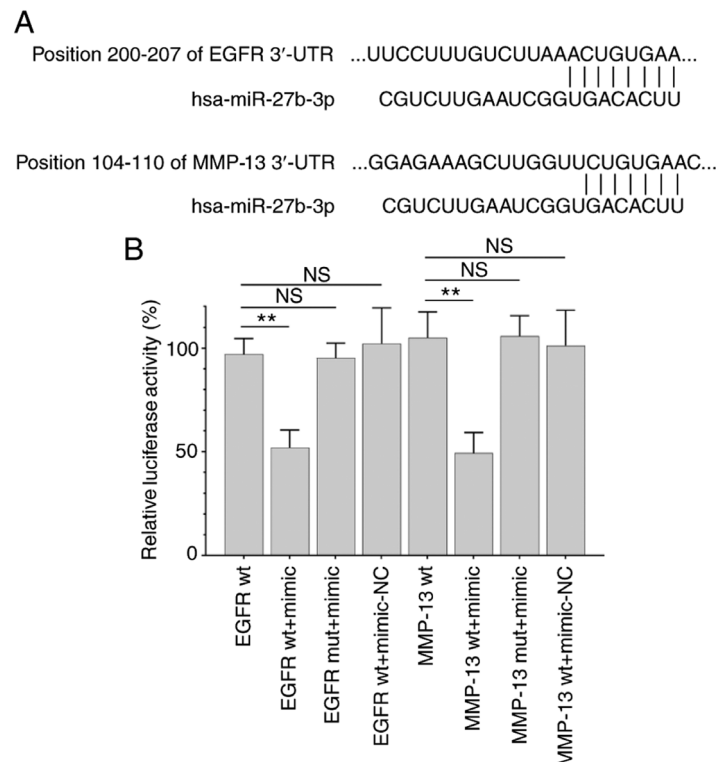 A
Position 200-207 of EGFR 3′-UTR ...UUCCUUUGUCUUAAACUGUGAA...
hsa-miR-27b-3p CGUCUUGAAUCGGUGACACUU
Position 104-110 of MMP-13 3′-UTR ...GGAGAAAGCUUGGUUCUGUGAAC...
hsa-miR-27b-3p CGUCUUGAAUCGGUGACACUU
B
NS
NS
**
NS
NS
**
Relative luciferase activity (%)
100
50
0
EGFR wt
EGFR wt+mimic
EGFR mut+mimic
EGFR wt+mimic-NC
MMP-13 wt
MMP-13 wt+mimic
MMP-13 mut+mimic
MMP-13 wt+mimic-NC